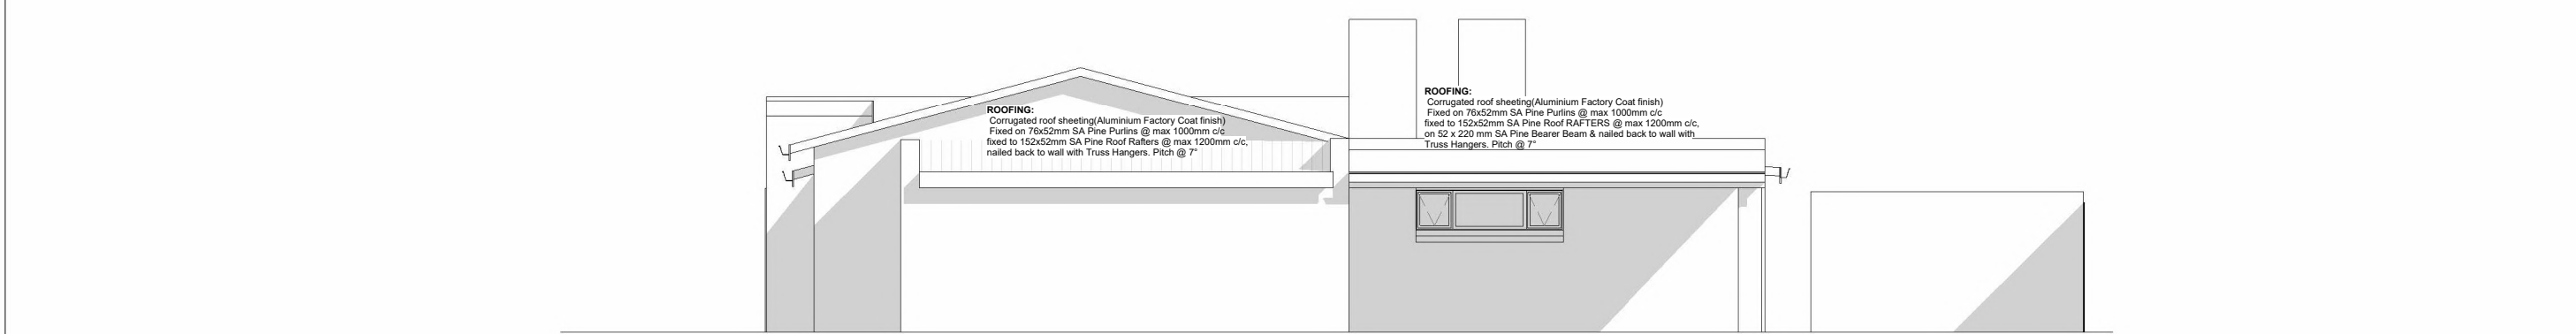 ROOFING:
Corrugated roof sheeting(Aluminium Factory Coat finish)
Fixed on 76x52mm SA Pine Purlins @ max 1000mm c/c
fixed to 152x52mm SA Pine Roof Rafters @ max 1200mm c/c,
nailed back to wall with Truss Hangers. Pitch @ 7°
ROOFING:
Corrugated roof sheeting(Aluminium Factory Coat finish)
Fixed on 76x52mm SA Pine Purlins @ max 1000mm c/c
fixed to 152x52mm SA Pine Roof RAFTERS @ max 1200mm c/c,
on 52 x 220 mm SA Pine Bearer Beam & nailed back to wall with
Truss Hangers. Pitch @ 7°